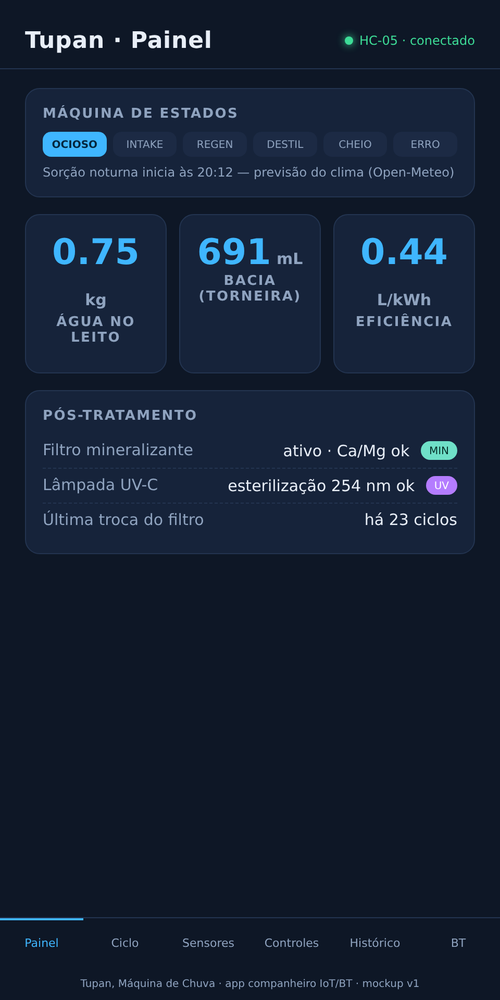 Tupan · Painel
HC-05 · conectado
MÁQUINA DE ESTADOS
OCIOSO INTAKE REGEN DESTIL CHEIO ERRO
Sorção noturna inicia às 20:12 — previsão do clima (Open-Meteo)
0.75
kg
ÁGUA NO
LEITO
691 mL
BACIA
(TORNEIRA)
0.44
L/kWh
EFICIÊNCIA
PÓS-TRATAMENTO
Filtro mineralizante ativo · Ca/Mg ok MIN
Lâmpada UV-C esterilização 254 nm ok UV
Última troca do filtro há 23 ciclos
Painel Ciclo Sensores Controles Histórico BT
Tupan, Máquina de Chuva · app companheiro IoT/BT · mockup v1